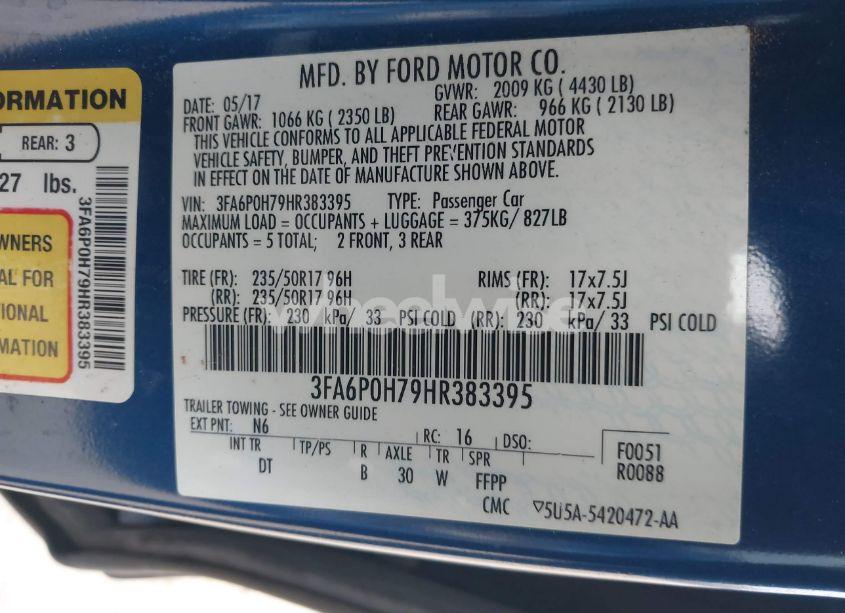 ORMATION
REAR: 3
27 lbs.
3FA6P0H79HR383395
WNERS
AL FOR
TIONAL
RMATION
MFD. BY FORD MOTOR CO.
DATE: 05/17 GVWR: 2009 KG ( 4430 LB)
FRONT GAWR: 1066 KG ( 2350 LB) REAR GAWR: 966 KG ( 2130 LB)
THIS VEHICLE CONFORMS TO ALL APPLICABLE FEDERAL MOTOR
VEHICLE SAFETY, BUMPER, AND THEFT PREVENTION STANDARDS
IN EFFECT ON THE DATE OF MANUFACTURE SHOWN ABOVE.
VIN: 3FA6P0H79HR383395 TYPE: Passenger Car
MAXIMUM LOAD = OCCUPANTS + LUGGAGE = 375KG/ 827LB
OCCUPANTS = 5 TOTAL; 2 FRONT, 3 REAR
TIRE (FR): 235/50R17 96H RIMS (FR): 17x7.5J
(RR): 235/50R17 96H (RR): 17x7.5J
PRESSURE (FR): 230 kPa/ 33 PSI COLD (RR): 230 kPa/ 33 PSI COLD
3FA6P0H79HR383395
TRAILER TOWING - SEE OWNER GUIDE
EXT PNT: N6 RC: 16 DSO: F0051
INT TR TP/PS R AXLE TR SPR R0088
DT B 30 W FFPP
CMC ▽5U5A-5420472-AA